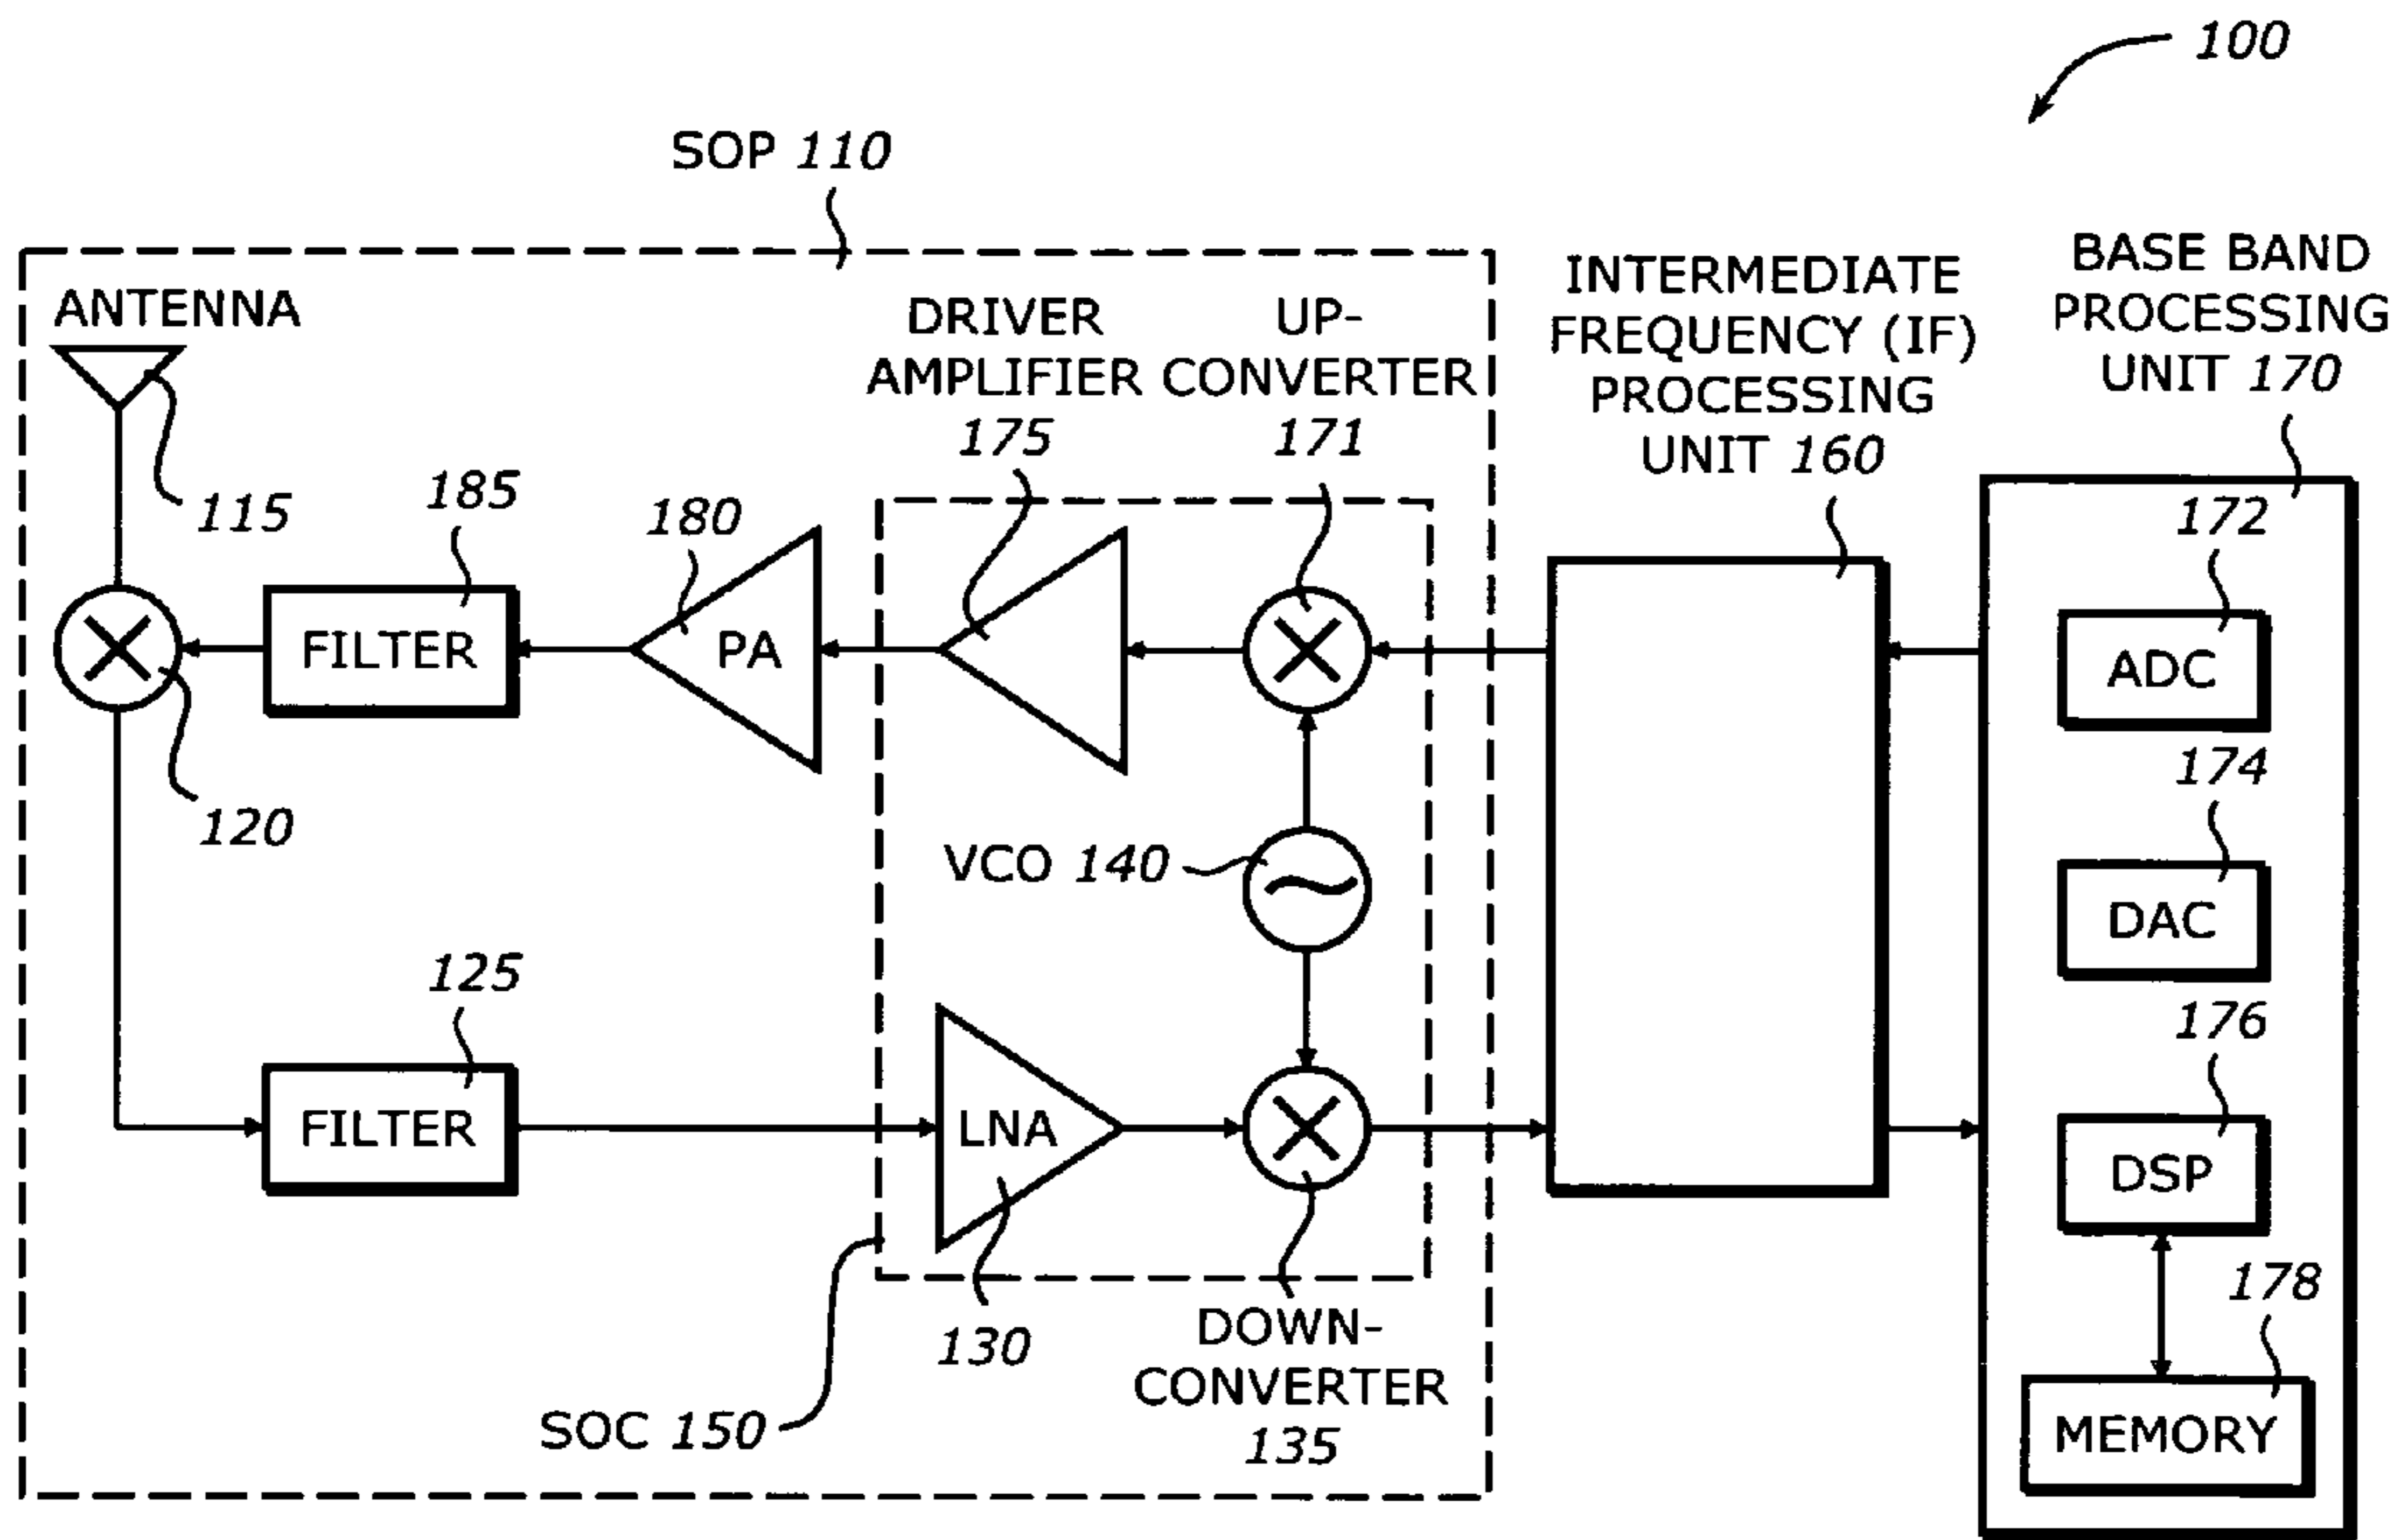 100
SOP 110
ANTENNA
115
DRIVER
AMPLIFIER
175
UP-
CONVERTER
171
INTERMEDIATE
FREQUENCY (IF)
PROCESSING
UNIT 160
BASE BAND
PROCESSING
UNIT 170
185
FILTER
180
PA
120
VCO 140
125
FILTER
LNA
130
DOWN-
CONVERTER
135
SOC 150
172
ADC
174
DAC
176
DSP
178
MEMORY